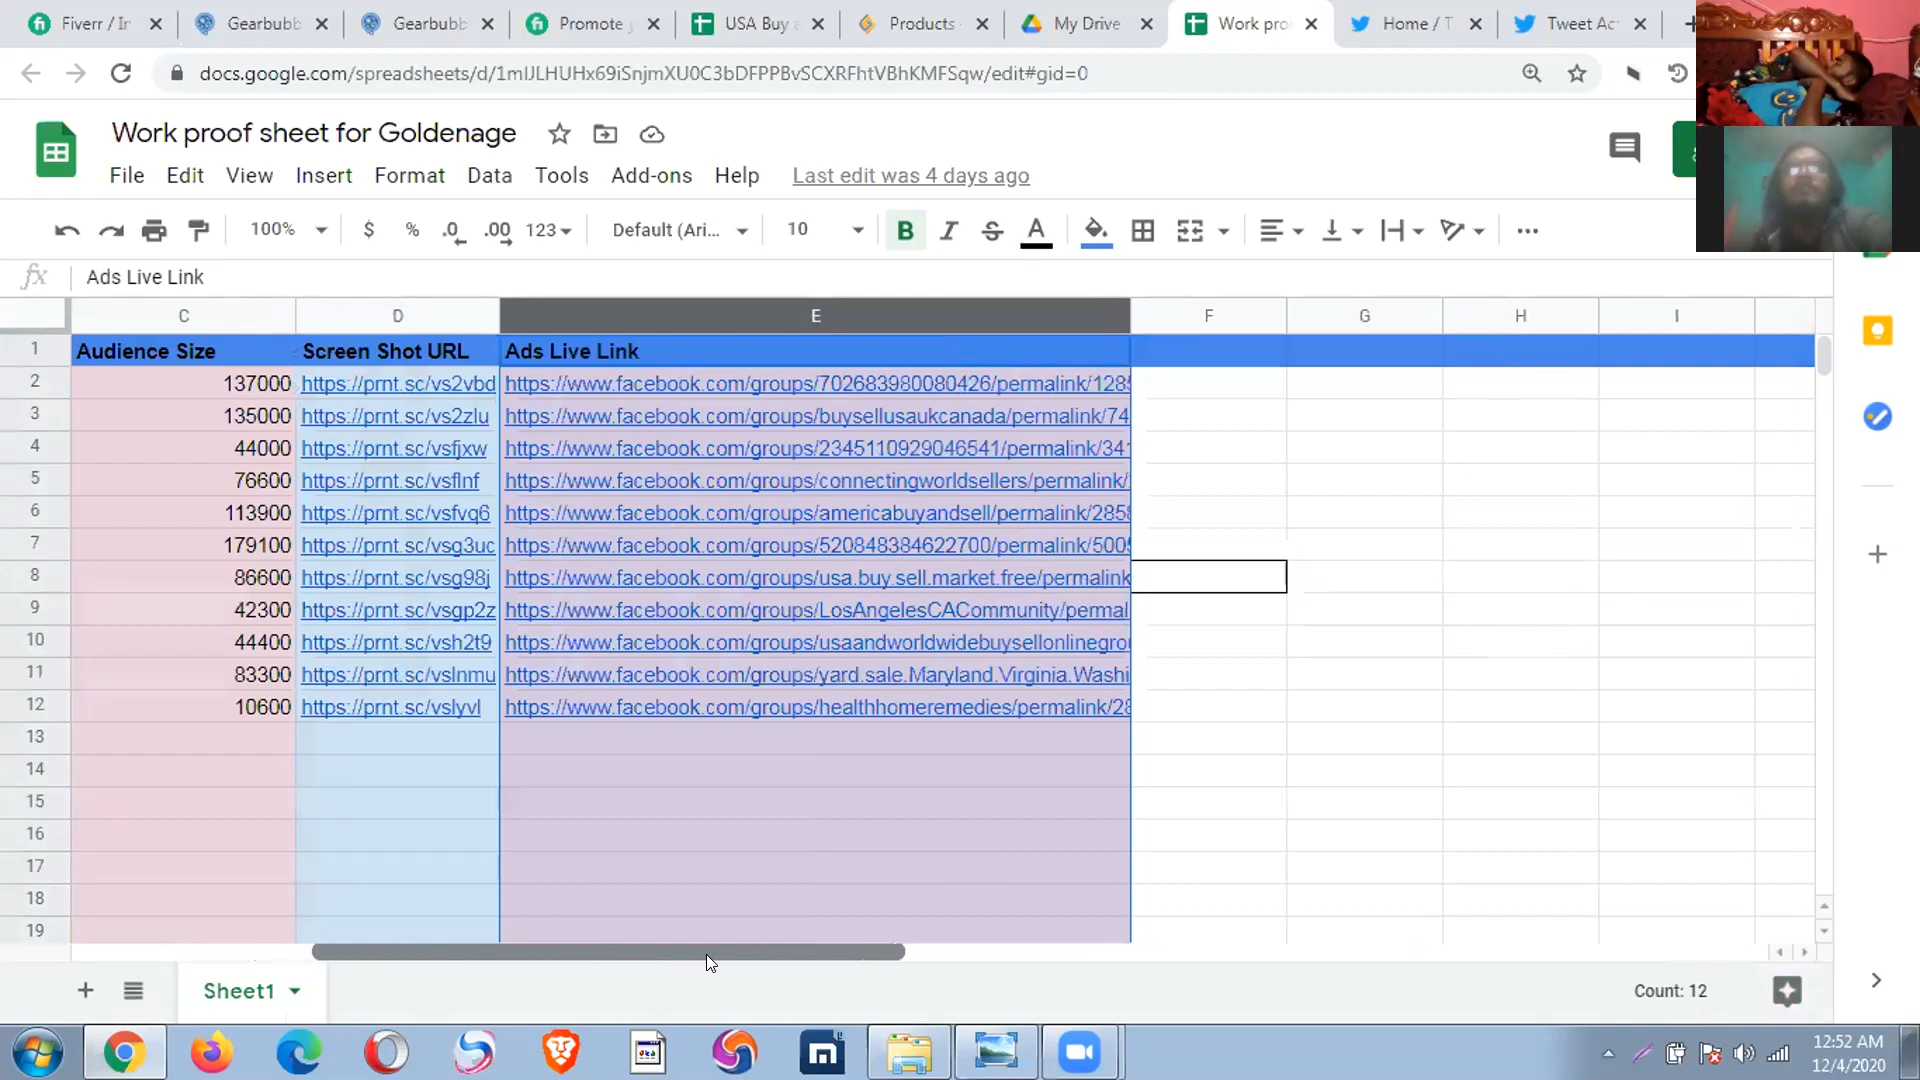 Fiverr / Ir
Gearbubb
Gearbubb
Promote y
USA Buy a
Products -
My Drive
Work pro
Home / T
Tweet Ac
docs.google.com/spreadsheets/d/1mIJLHUHx69iSnjmXU0C3bDFPPBvSCXRFhtVBhKMFSqw/edit#gid=0
Work proof sheet for Goldenage
File Edit View Insert Format Data Tools Add-ons Help Last edit was 4 days ago
100% $ % .0 .00 123 Default (Ari... 10 B I S A
fx Ads Live Link
C D E F G H I
1 Audience Size Screen Shot URL Ads Live Link
2 137000 https://prnt.sc/vs2vbd https://www.facebook.com/groups/702683980080426/permalink/1285
3 135000 https://prnt.sc/vs2zlu https://www.facebook.com/groups/buysellusaukcanada/permalink/74
4 44000 https://prnt.sc/vsfjxw https://www.facebook.com/groups/2345110929046541/permalink/341
5 76600 https://prnt.sc/vsflnf https://www.facebook.com/groups/connectingworldsellers/permalink/
6 113900 https://prnt.sc/vsfvq6 https://www.facebook.com/groups/americabuyandsell/permalink/2858
7 179100 https://prnt.sc/vsg3uc https://www.facebook.com/groups/520848384622700/permalink/5005
8 86600 https://prnt.sc/vsg98j https://www.facebook.com/groups/usa.buy.sell.market.free/permalink
9 42300 https://prnt.sc/vsgp2z https://www.facebook.com/groups/LosAngelesCACommunity/permal
10 44400 https://prnt.sc/vsh2t9 https://www.facebook.com/groups/usaandworldwidebuysellonlinegro
11 83300 https://prnt.sc/vslnmu https://www.facebook.com/groups/yard.sale.Maryland.Virginia.Washi
12 10600 https://prnt.sc/vslyvl https://www.facebook.com/groups/healthhomeremedies/permalink/28
13
14
15
16
17
18
19
Sheet1
Count: 12
12:52 AM
12/4/2020